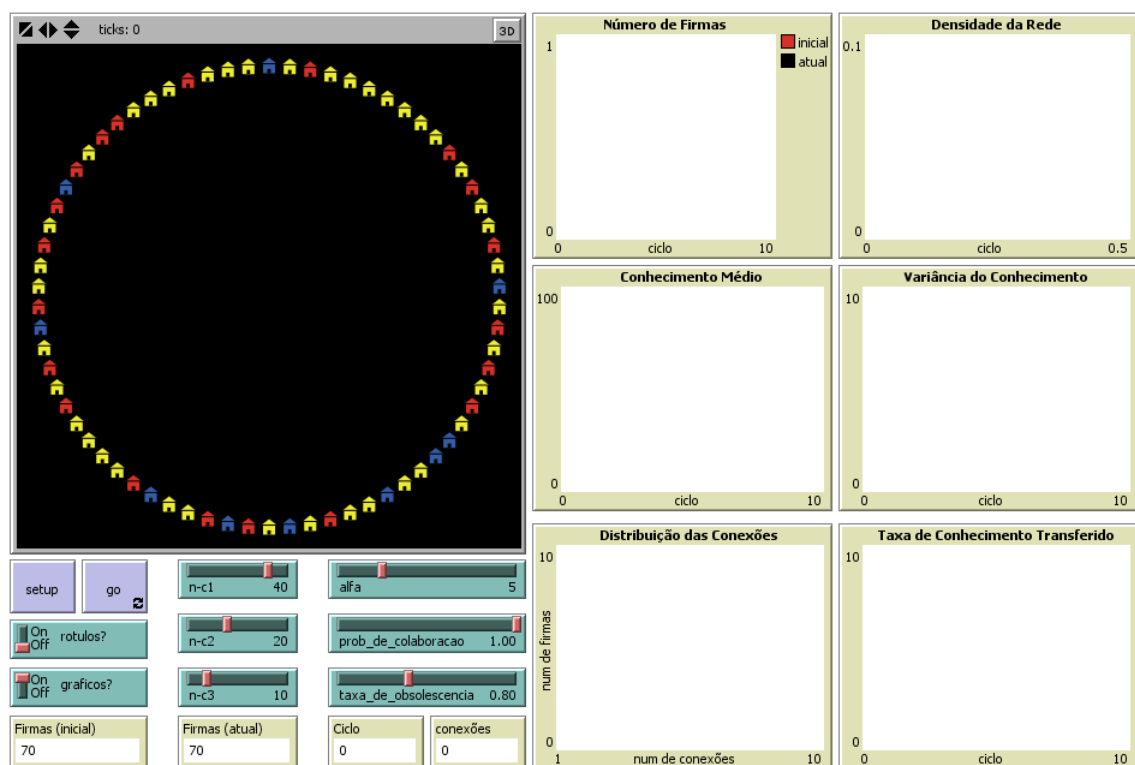 ticks: 0
3D
setup
go
On
Off
rotulos?
On
Off
graficos?
n-c1 40
n-c2 20
n-c3 10
alfa 5
prob_de_colaboracao 1.00
taxa_de_obsolescencia 0.80
Firmas (inicial)
70
Firmas (atual)
70
Ciclo
0
conexões
0
Número de Firmas
1
0
0 ciclo 10
inicial
atual
Densidade da Rede
0.1
0
0 ciclo 0.5
Conhecimento Médio
100
0
0 ciclo 10
Variância do Conhecimento
10
0
0 ciclo 10
Distribuição das Conexões
10
num de firmas
0
1 num de conexões 10
Taxa de Conhecimento Transferido
10
0
0 ciclo 10